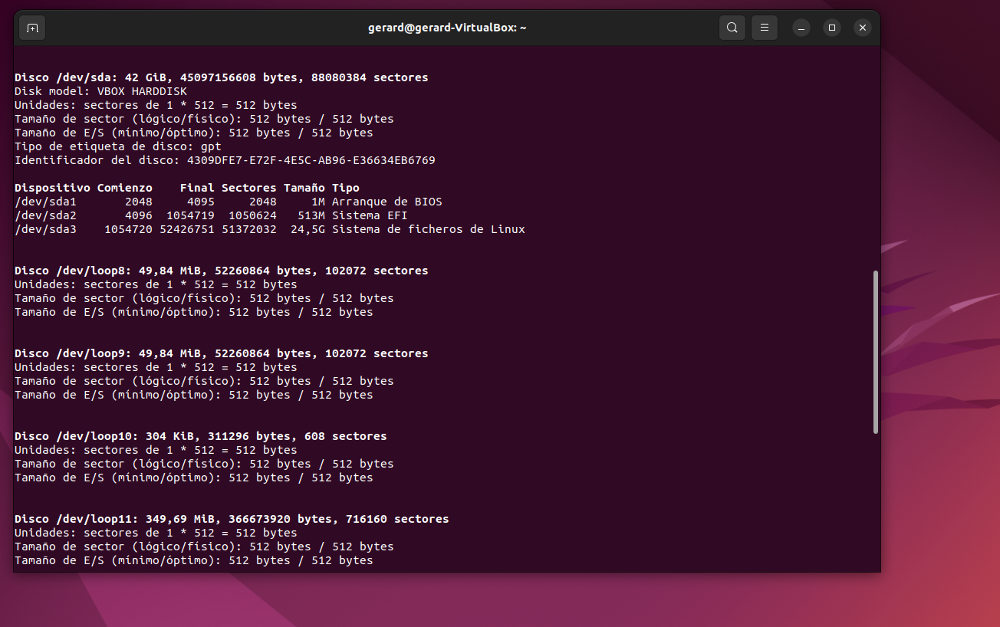 gerard@gerard-VirtualBox: ~
Disco /dev/sda: 42 GiB, 45097156608 bytes, 88080384 sectores
Disk model: VBOX HARDDISK
Unidades: sectores de 1 * 512 = 512 bytes
Tamaño de sector (lógico/físico): 512 bytes / 512 bytes
Tamaño de E/S (mínimo/óptimo): 512 bytes / 512 bytes
Tipo de etiqueta de disco: gpt
Identificador del disco: 4309DFE7-E72F-4E5C-AB96-E36634EB6769
Dispositivo Comienzo    Final Sectores Tamaño Tipo
/dev/sda1       2048     4095     2048     1M Arranque de BIOS
/dev/sda2       4096  1054719  1050624   513M Sistema EFI
/dev/sda3    1054720 52426751 51372032  24,5G Sistema de ficheros de Linux
Disco /dev/loop8: 49,84 MiB, 52260864 bytes, 102072 sectores
Unidades: sectores de 1 * 512 = 512 bytes
Tamaño de sector (lógico/físico): 512 bytes / 512 bytes
Tamaño de E/S (mínimo/óptimo): 512 bytes / 512 bytes
Disco /dev/loop9: 49,84 MiB, 52260864 bytes, 102072 sectores
Unidades: sectores de 1 * 512 = 512 bytes
Tamaño de sector (lógico/físico): 512 bytes / 512 bytes
Tamaño de E/S (mínimo/óptimo): 512 bytes / 512 bytes
Disco /dev/loop10: 304 KiB, 311296 bytes, 608 sectores
Unidades: sectores de 1 * 512 = 512 bytes
Tamaño de sector (lógico/físico): 512 bytes / 512 bytes
Tamaño de E/S (mínimo/óptimo): 512 bytes / 512 bytes
Disco /dev/loop11: 349,69 MiB, 366673920 bytes, 716160 sectores
Unidades: sectores de 1 * 512 = 512 bytes
Tamaño de sector (lógico/físico): 512 bytes / 512 bytes
Tamaño de E/S (mínimo/óptimo): 512 bytes / 512 bytes